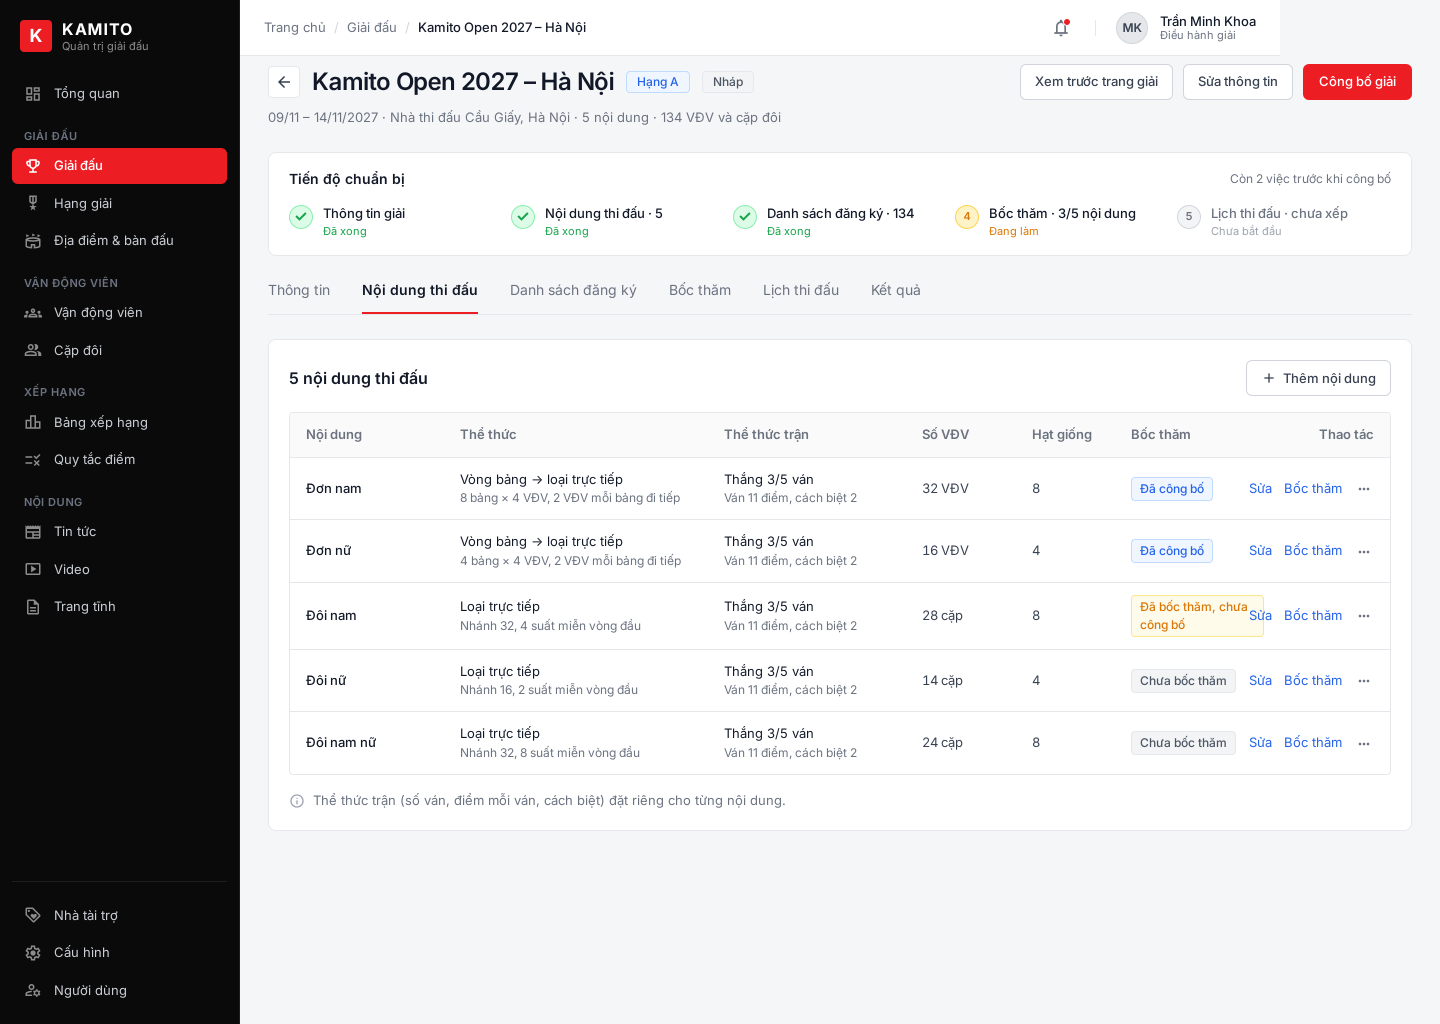 K KAMITO
Quản trị giải đấu
Tổng quan
GIẢI ĐẤU
Giải đấu
Hạng giải
Địa điểm & bàn đấu
VẬN ĐỘNG VIÊN
Vận động viên
Cặp đôi
XẾP HẠNG
Bảng xếp hạng
Quy tắc điểm
NỘI DUNG
Tin tức
Video
Trang tĩnh
Nhà tài trợ
Cấu hình
Người dùng
Trang chủ / Giải đấu / Kamito Open 2027 – Hà Nội
MK Trần Minh Khoa
Điều hành giải
Kamito Open 2027 – Hà Nội Hạng A Nháp
Xem trước trang giải Sửa thông tin Công bố giải
09/11 – 14/11/2027 · Nhà thi đấu Cầu Giấy, Hà Nội · 5 nội dung · 134 VĐV và cặp đôi
Tiến độ chuẩn bị Còn 2 việc trước khi công bố
Thông tin giải
Đã xong
Nội dung thi đấu · 5
Đã xong
Danh sách đăng ký · 134
Đã xong
4 Bốc thăm · 3/5 nội dung
Đang làm
5 Lịch thi đấu · chưa xếp
Chưa bắt đầu
Thông tin Nội dung thi đấu Danh sách đăng ký Bốc thăm Lịch thi đấu Kết quả
5 nội dung thi đấu + Thêm nội dung
Nội dung Thể thức Thể thức trận Số VĐV Hạt giống Bốc thăm Thao tác
Đơn nam Vòng bảng → loại trực tiếp Thắng 3/5 ván 32 VĐV 8 Đã công bố Sửa Bốc thăm ···
8 bảng × 4 VĐV, 2 VĐV mỗi bảng đi tiếp Ván 11 điểm, cách biệt 2
Đơn nữ Vòng bảng → loại trực tiếp Thắng 3/5 ván 16 VĐV 4 Đã công bố Sửa Bốc thăm ···
4 bảng × 4 VĐV, 2 VĐV mỗi bảng đi tiếp Ván 11 điểm, cách biệt 2
Đôi nam Loại trực tiếp Thắng 3/5 ván 28 cặp 8 Đã bốc thăm, chưa công bố Sửa Bốc thăm ···
Nhánh 32, 4 suất miễn vòng đầu Ván 11 điểm, cách biệt 2
Đôi nữ Loại trực tiếp Thắng 3/5 ván 14 cặp 4 Chưa bốc thăm Sửa Bốc thăm ···
Nhánh 16, 2 suất miễn vòng đầu Ván 11 điểm, cách biệt 2
Đôi nam nữ Loại trực tiếp Thắng 3/5 ván 24 cặp 8 Chưa bốc thăm Sửa Bốc thăm ···
Nhánh 32, 8 suất miễn vòng đầu Ván 11 điểm, cách biệt 2
Thể thức trận (số ván, điểm mỗi ván, cách biệt) đặt riêng cho từng nội dung.